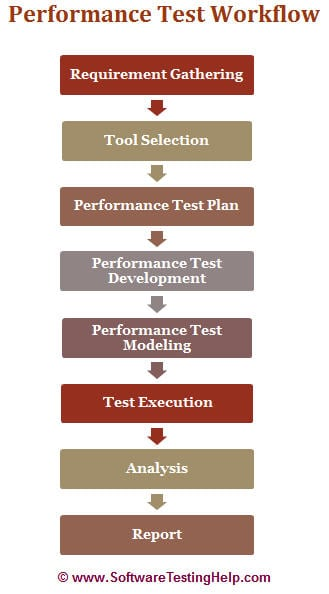 Performance Test Workflow
Requirement Gathering
Tool Selection
Performance Test Plan
Performance Test
Development
Performance Test
Modeling
Test Execution
Analysis
Report
© www.SoftwareTestingHelp.com